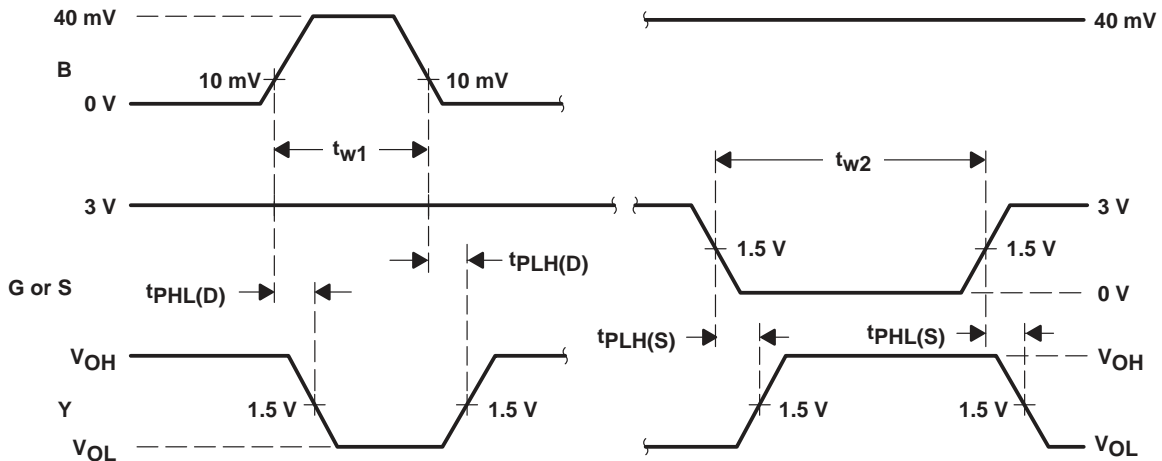 40 mV
40 mV
B
10 mV
10 mV
0 V
tw1
tw2
3 V
3 V
1.5 V
1.5 V
tPLH(D)
G or S
tPHL(D)
0 V
tPLH(S)
tPHL(S)
VOH
VOH
Y
1.5 V
1.5 V
1.5 V
1.5 V
VOL
VOL